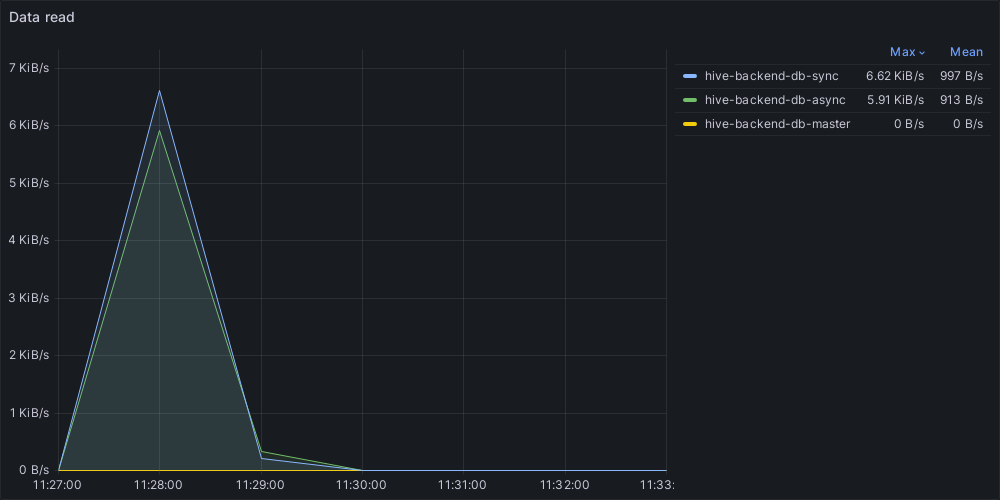 Data read
Max Mean
7 KiB/s
6 KiB/s
5 KiB/s
4 KiB/s
3 KiB/s
2 KiB/s
1 KiB/s
0 B/s
11:27:00 11:28:00 11:29:00 11:30:00 11:31:00 11:32:00 11:33:
hive-backend-db-sync 6.62 KiB/s 997 B/s
hive-backend-db-async 5.91 KiB/s 913 B/s
hive-backend-db-master 0 B/s 0 B/s